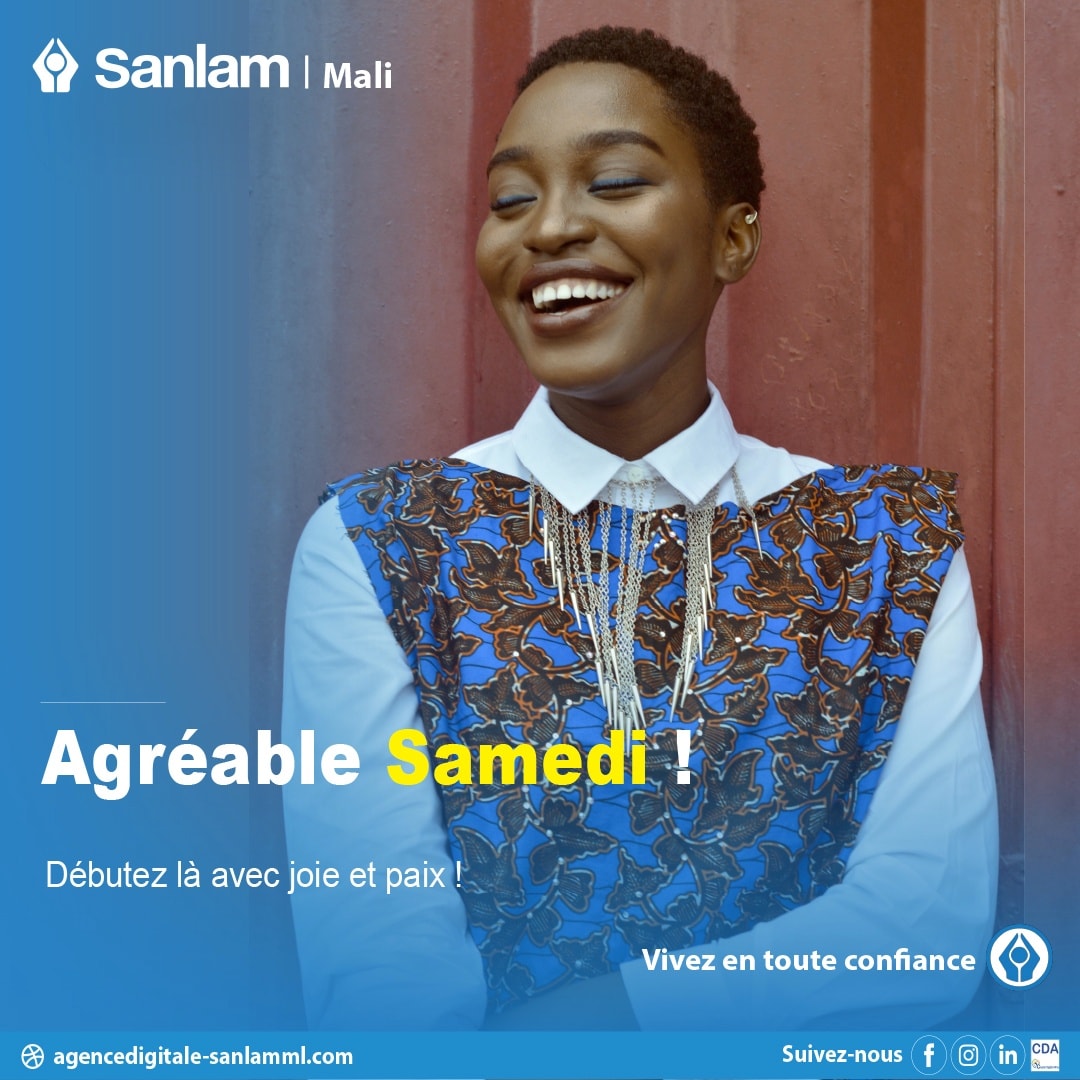 Sanlam | Mali
Agréable Samedi !
Débutez là avec joie et paix !
Vivez en toute confiance
agencedigitale-sanlamml.com
Suivez-nous
CDA